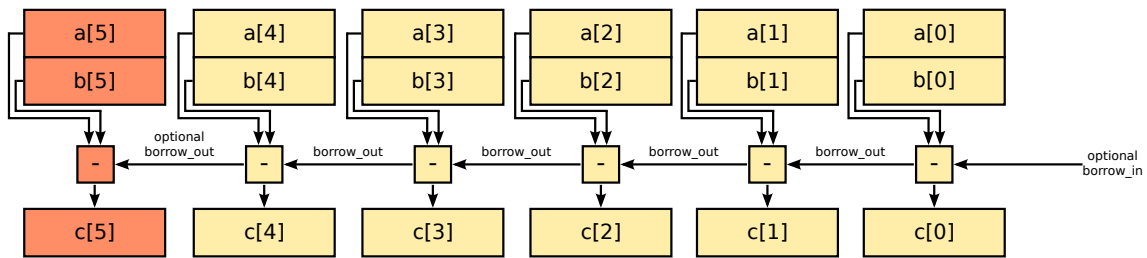 a[5] a[4] a[3] a[2] a[1] a[0]
b[5] b[4] b[3] b[2] b[1] b[0]
optional
borrow_out borrow_out borrow_out borrow_out borrow_out
optional
borrow_in
- - - - - -
c[5] c[4] c[3] c[2] c[1] c[0]